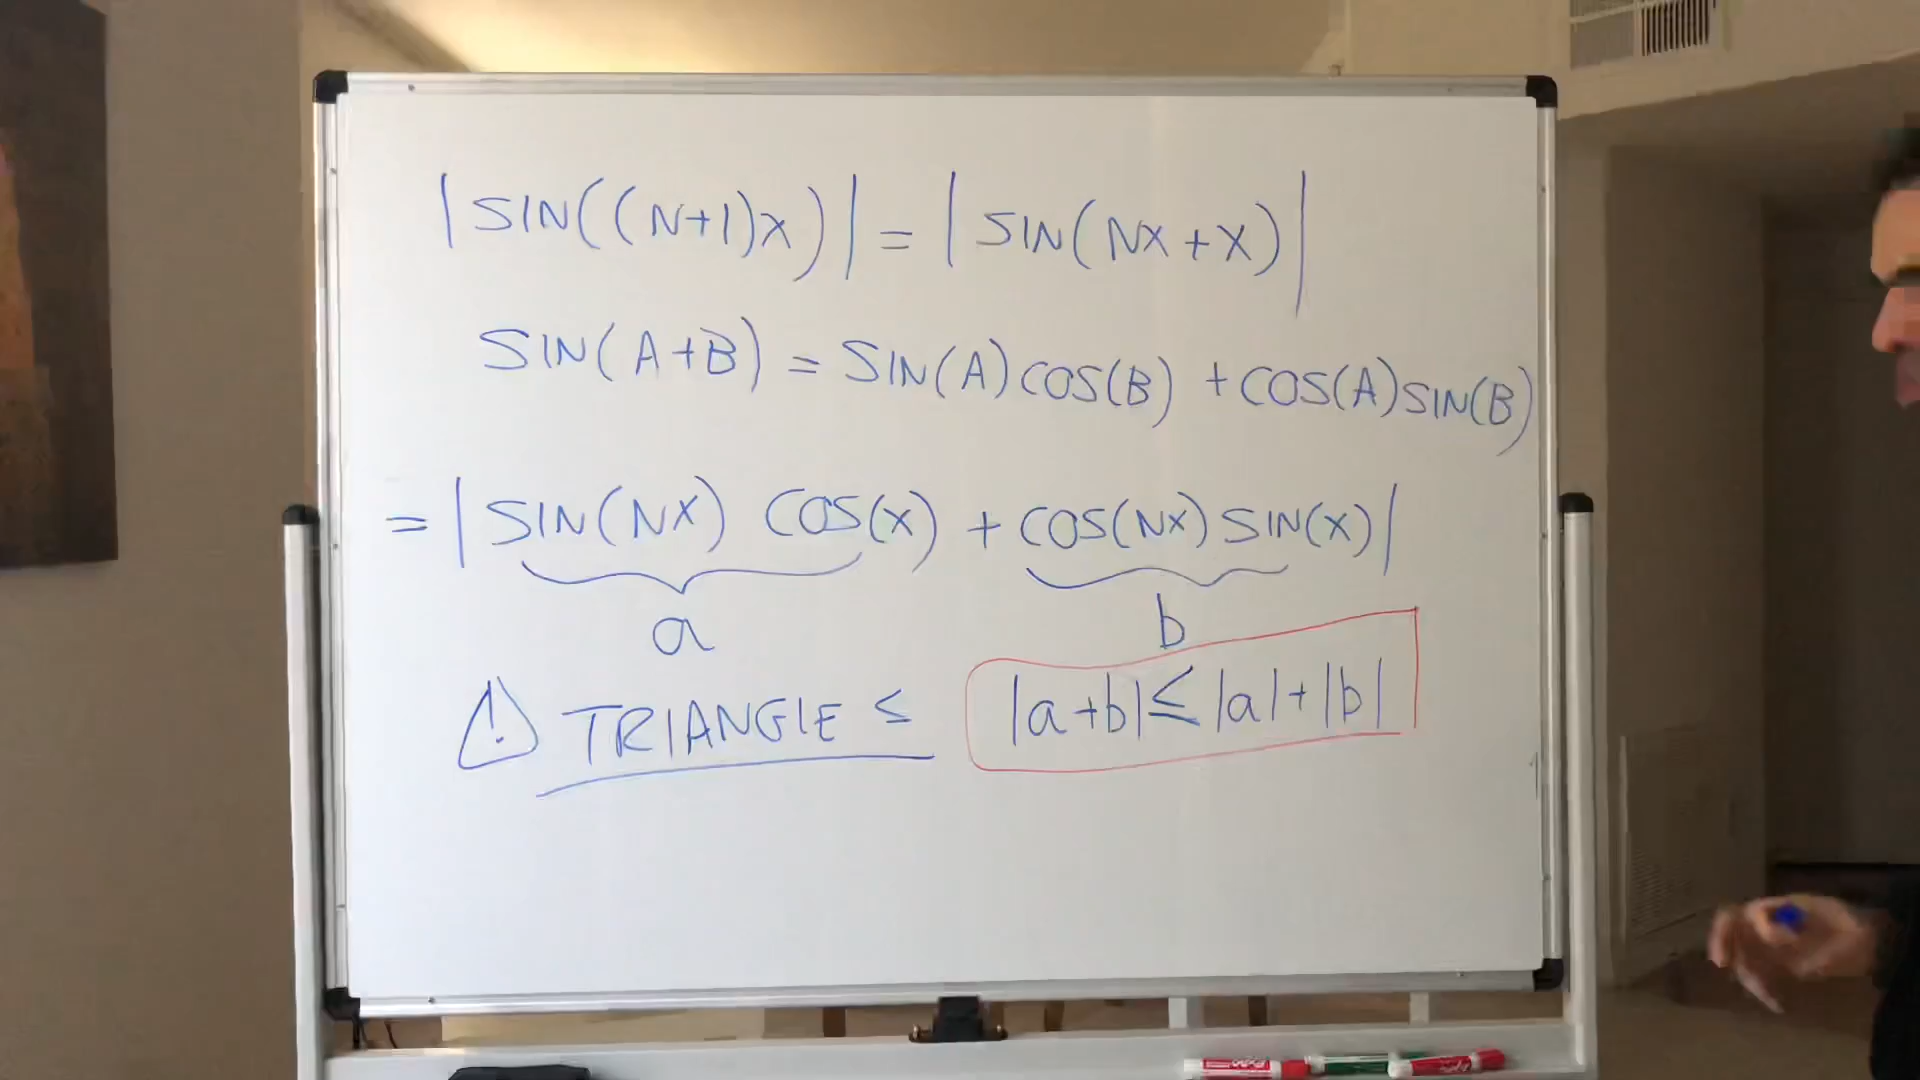 |SIN((N+1)X)| = |SIN(NX+X)|
SIN(A+B) = SIN(A)COS(B) + COS(A)SIN(B)
= |SIN(NX) COS(X) + COS(NX) SIN(X)|
a b
! TRIANGLE ≤ |a+b| ≤ |a|+|b|